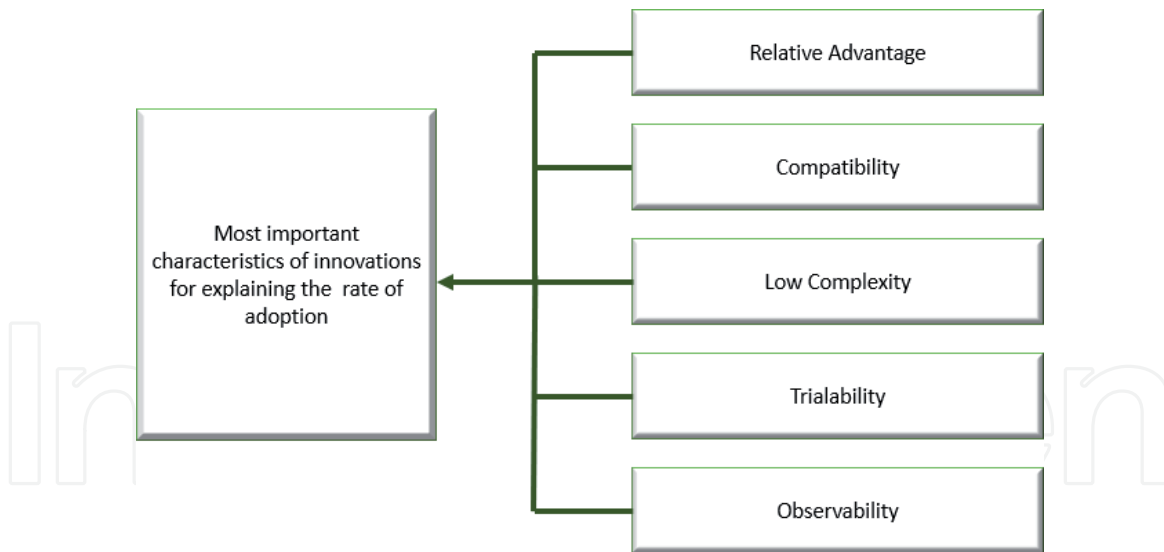 Most important
characteristics of innovations
for explaining the rate of
adoption
Relative Advantage
Compatibility
Low Complexity
Trialability
Observability